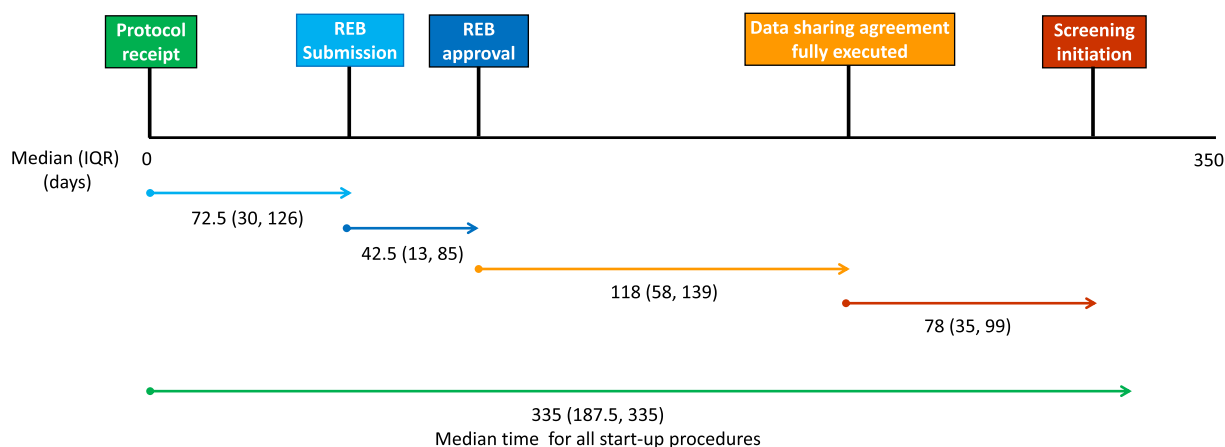 Protocol
receipt
REB
Submission
REB
approval
Data sharing agreement
fully executed
Screening
initiation
Median (IQR)
(days)
0
350
72.5 (30, 126)
42.5 (13, 85)
118 (58, 139)
78 (35, 99)
335 (187.5, 335)
Median time for all start-up procedures